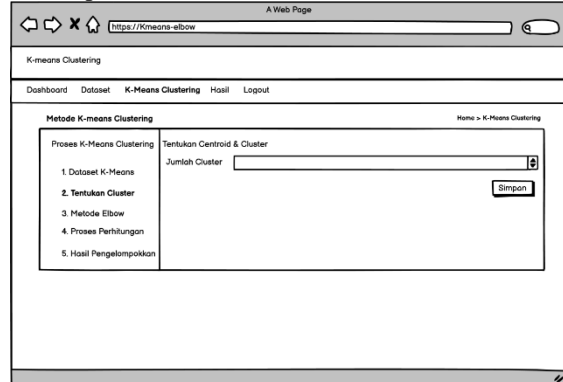 A Web Page
https://Kmeans-elbow
K-means Clustering
Dashboard Dataset K-Means Clustering Hasil Logout
Metode K-means Clustering Home > K-Means Clustering
Proses K-Means Clustering
1. Dataset K-Means
2. Tentukan Cluster
3. Metode Elbow
4. Proses Perhitungan
5. Hasil Pengelompokkan
Tentukan Centroid & Cluster
Jumlah Cluster
Simpan